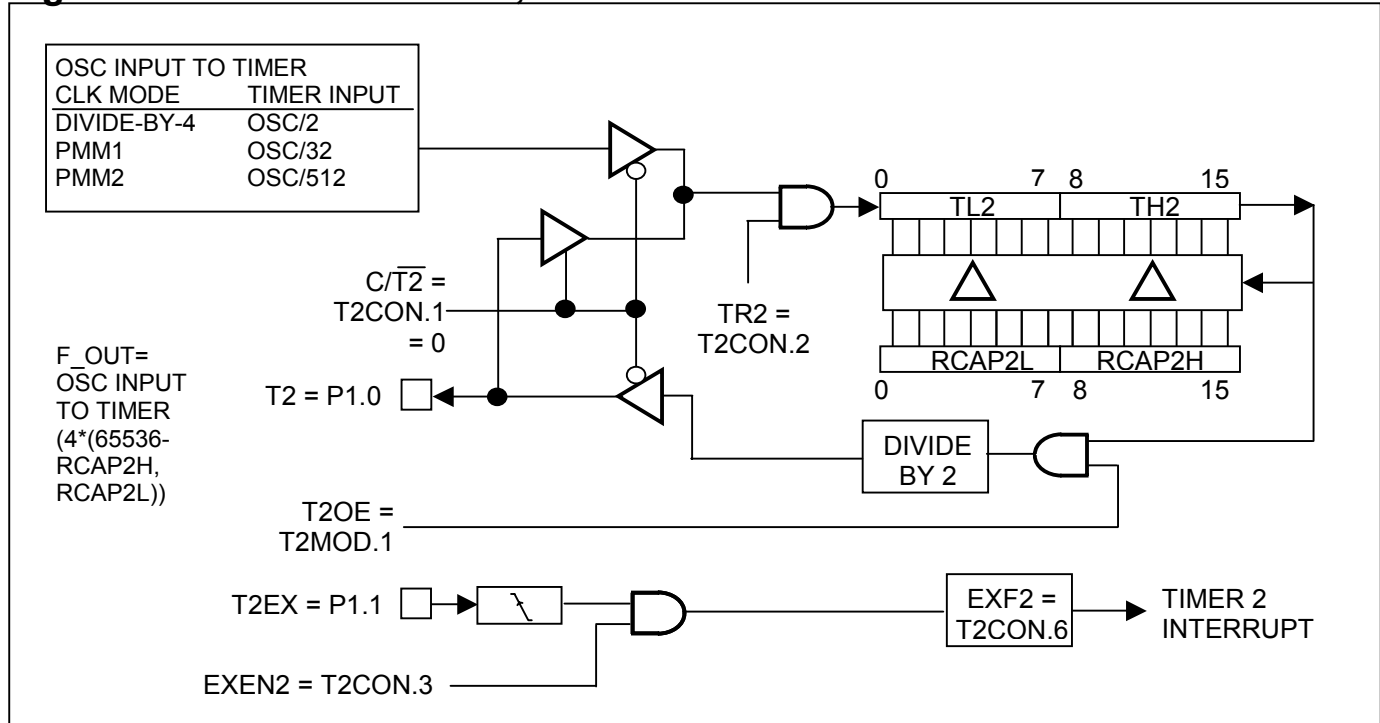 OSC INPUT TO TIMER
CLK MODE TIMER INPUT
DIVIDE-BY-4 OSC/2
PMM1 OSC/32
PMM2 OSC/512
0 7 8 15
TL2 TH2
C/T2 =
T2CON.1
= 0
TR2 =
T2CON.2
RCAP2L RCAP2H
0 7 8 15
F_OUT=
OSC INPUT
TO TIMER
(4*(65536-
RCAP2H,
RCAP2L))
T2 = P1.0
DIVIDE
BY 2
T2OE =
T2MOD.1
T2EX = P1.1
EXF2 =
T2CON.6
TIMER 2
INTERRUPT
EXEN2 = T2CON.3